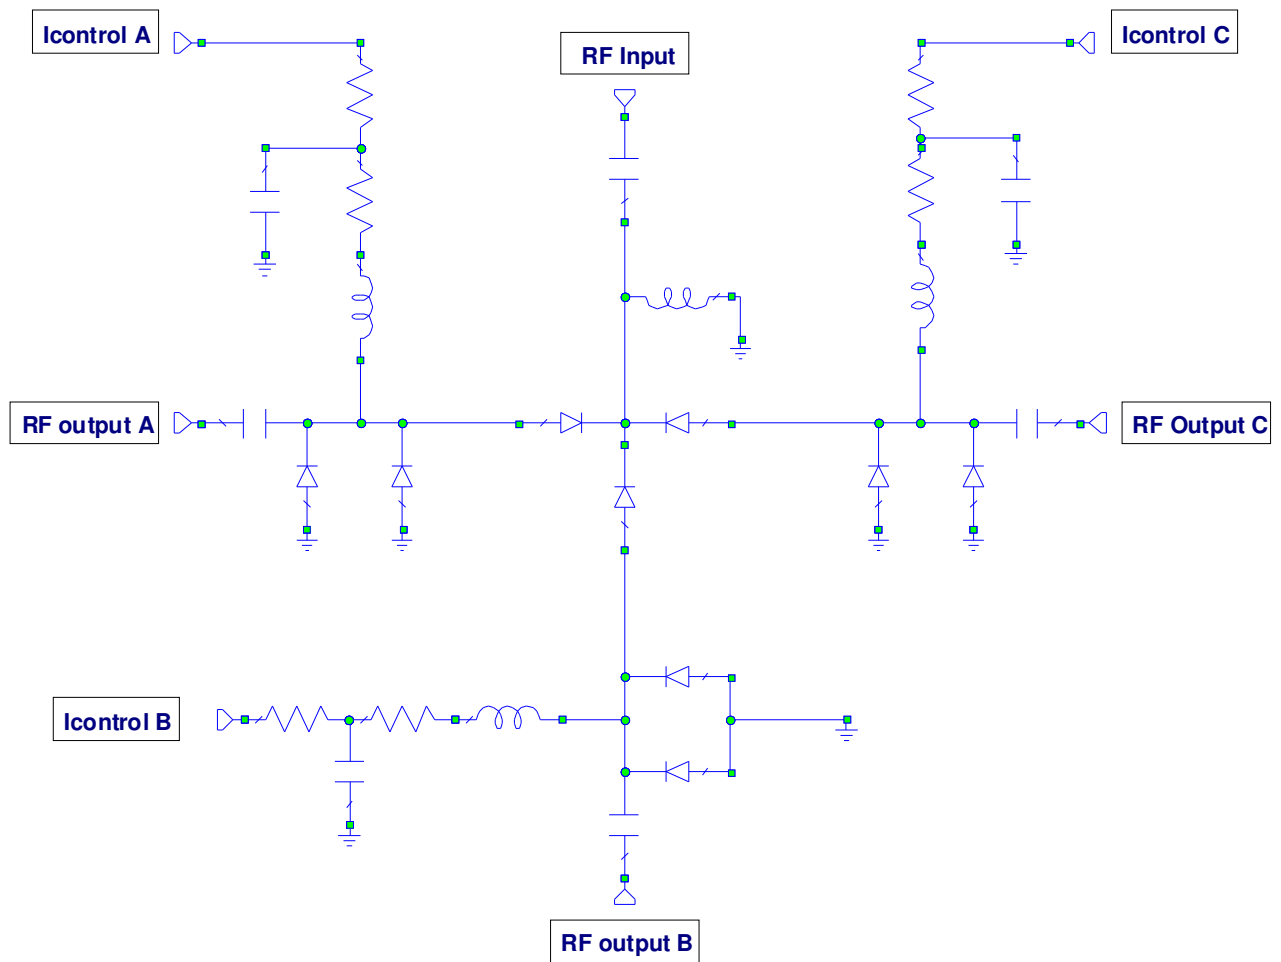 Icontrol A
RF Input
Icontrol C
RF output A
RF Output C
Icontrol B
RF output B